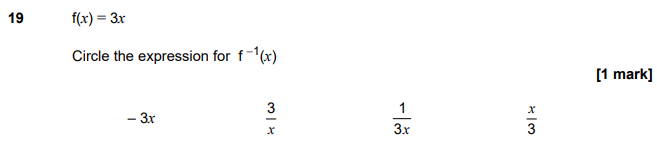 19 f(x) = 3x
Circle the expression for f⁻¹(x)
[1 mark]
– 3x 3/x 1/3x x/3